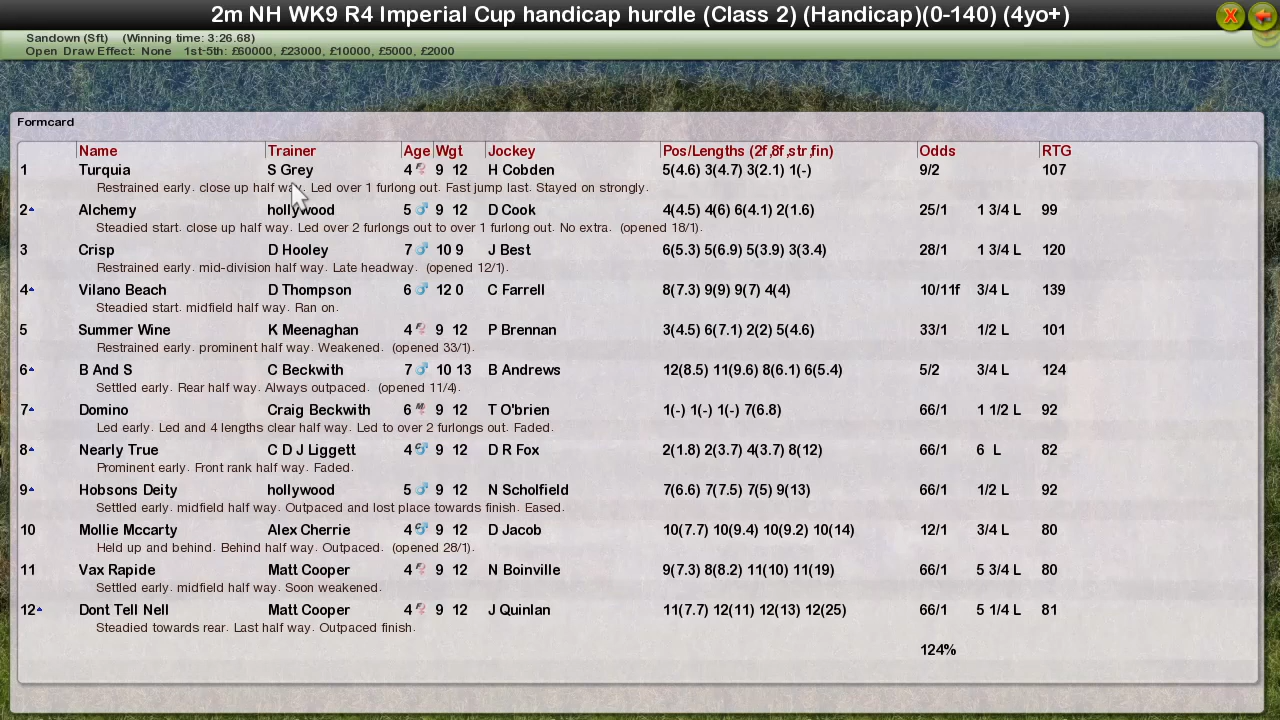 2m NH WK9 R4 Imperial Cup handicap hurdle (Class 2) (Handicap)(0-140) (4yo+)
Sandown (Sft) (Winning time: 3:26.68)
Open Draw Effect: None 1st-5th: £60000, £23000, £10000, £5000, £2000
Formcard
Name Trainer Age Wgt Jockey Pos/Lengths (2f,8f,str,fin) Odds RTG
1 Turquia S Grey 4 9 12 H Cobden 5(4.6) 3(4.7) 3(2.1) 1(-) 9/2 107
Restrained early. close up half way. Led over 1 furlong out. Fast jump last. Stayed on strongly.
2 Alchemy hollywood 5 9 12 D Cook 4(4.5) 4(6) 6(4.1) 2(1.6) 25/1 1 3/4 L 99
Steadied start. close up half way. Led over 2 furlongs out to over 1 furlong out. No extra. (opened 18/1).
3 Crisp D Hooley 7 10 9 J Best 6(5.3) 5(6.9) 5(3.9) 3(3.4) 28/1 1 3/4 L 120
Restrained early. mid-division half way. Late headway. (opened 12/1).
4 Vilano Beach D Thompson 6 12 0 C Farrell 8(7.3) 9(9) 9(7) 4(4) 10/11f 3/4 L 139
Steadied start. midfield half way. Ran on.
5 Summer Wine K Meenaghan 4 9 12 P Brennan 3(4.5) 6(7.1) 2(2) 5(4.6) 33/1 1/2 L 101
Restrained early. prominent half way. Weakened. (opened 33/1).
6 B And S C Beckwith 7 10 13 B Andrews 12(8.5) 11(9.6) 8(6.1) 6(5.4) 5/2 3/4 L 124
Settled early. Rear half way. Always outpaced. (opened 11/4).
7 Domino Craig Beckwith 6 9 12 T O'brien 1(-) 1(-) 1(-) 7(6.8) 66/1 1 1/2 L 92
Led early. Led and 4 lengths clear half way. Led to over 2 furlongs out. Faded.
8 Nearly True C D J Liggett 4 9 12 D R Fox 2(1.8) 2(3.7) 4(3.7) 8(12) 66/1 6 L 82
Prominent early. Front rank half way. Faded.
9 Hobsons Deity hollywood 5 9 12 N Scholfield 7(6.6) 7(7.5) 7(5) 9(13) 66/1 1/2 L 92
Settled early. midfield half way. Outpaced and lost place towards finish. Eased.
10 Mollie Mccarty Alex Cherrie 4 9 12 D Jacob 10(7.7) 10(9.4) 10(9.2) 10(14) 12/1 3/4 L 80
Held up and behind. Behind half way. Outpaced. (opened 28/1).
11 Vax Rapide Matt Cooper 4 9 12 N Boinville 9(7.3) 8(8.2) 11(10) 11(19) 66/1 5 3/4 L 80
Settled early. midfield half way. Soon weakened.
12 Dont Tell Nell Matt Cooper 4 9 12 J Quinlan 11(7.7) 12(11) 12(13) 12(25) 66/1 5 1/4 L 81
Steadied towards rear. Last half way. Outpaced finish.
124%